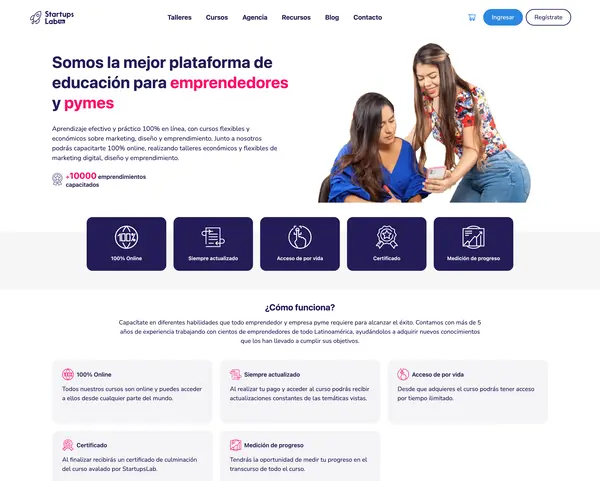 Startups
Lab
Talleres
Cursos
Agencia
Recursos
Blog
Contacto
Ingresar
Regístrate
Somos la mejor plataforma de
educación para emprendedores
y pymes
Aprendizaje efectivo y práctico 100% en línea, con cursos flexibles y
económicos sobre marketing, diseño y emprendimiento. Junto a nosotros
podrás capacitarte 100% online, realizando talleres económicos y flexibles de
marketing digital, diseño y emprendimiento.
+10000 emprendimientos
capacitados
100% Online
Siempre actualizado
Acceso de por vida
Certificado
Medición de progreso
¿Cómo funciona?
Capacítate en diferentes habilidades que todo emprendedor y empresa pyme requiere para alcanzar el éxito. Contamos con más de 5
años de experiencia trabajando con cientos de emprendedores de todo Latinoamérica, ayudándolos a adquirir nuevos conocimientos
que los han llevado a cumplir sus objetivos.
100% Online
Todos nuestros cursos son online y puedes acceder
a ellos desde cualquier parte del mundo.
Siempre actualizado
Al realizar tu pago y acceder al curso podrás recibir
actualizaciones constantes de las temáticas vistas.
Acceso de por vida
Desde que adquieres el curso podrás tener acceso
por tiempo ilimitado.
Certificado
Al finalizar recibirás un certificado de culminación
del curso avalado por StartupsLab.
Medición de progreso
Tendrás la oportunidad de medir tu progreso en el
transcurso de todo el curso.